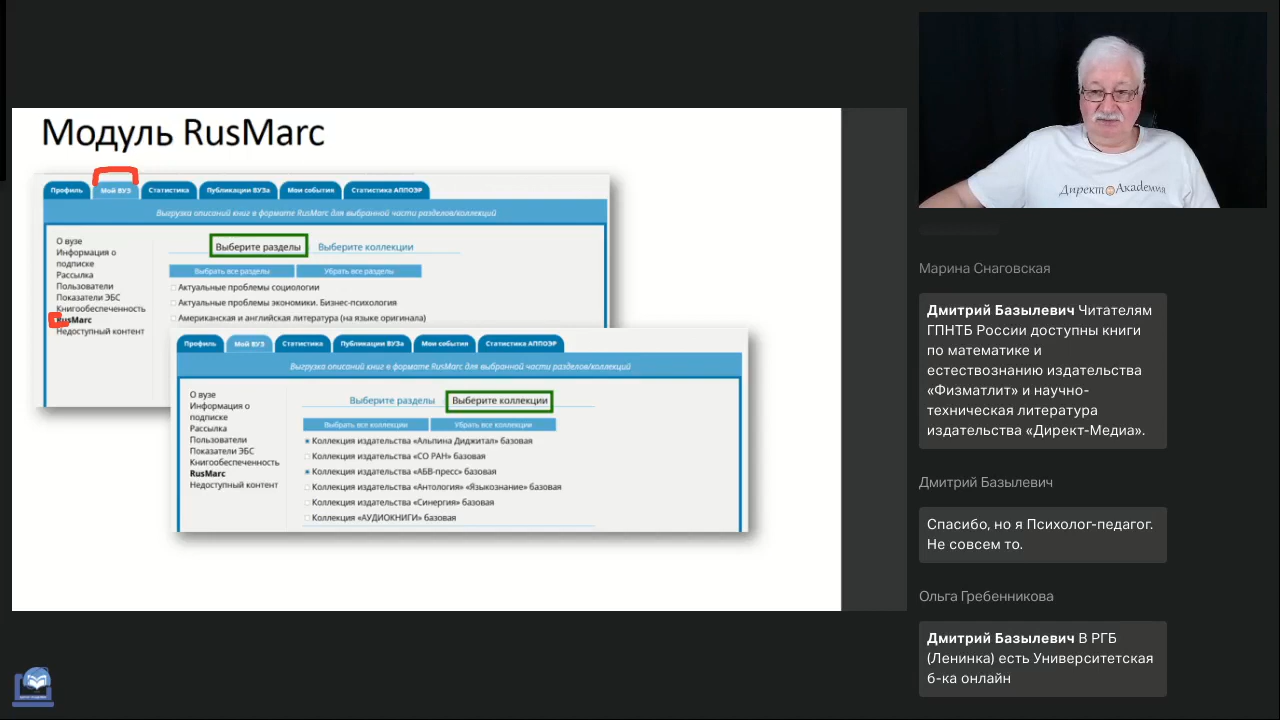 Модуль RusMarc
Профиль Мой ВУЗ Статистика Публикации ВУЗа Мои события Статистика АППОЭР
Выгрузка описаний книг в формате RusMarc для выбранной части разделов/коллекций
О вузе
Информация о
подписке
Рассылка
Пользователи
Показатели ЭБС
Книгообеспеченность
RusMarc
Недоступный контент
Выберите разделы Выберите коллекции
Выбрать все разделы Убрать все разделы
Актуальные проблемы социологии
Актуальные проблемы экономики. Бизнес-психология
Американская и английская литература (на языке оригинала)
Профиль Мой ВУЗ Статистика Публикации ВУЗа Мои события Статистика АППОЭР
Выгрузка описаний книг в формате RusMarc для выбранной части разделов/коллекций
О вузе
Информация о
подписке
Рассылка
Пользователи
Показатели ЭБС
Книгообеспеченность
RusMarc
Недоступный контент
Выберите разделы Выберите коллекции
Выбрать все коллекции Убрать все коллекции
Коллекция издательства «Альпина Диджитал» базовая
Коллекция издательства «СО РАН» базовая
Коллекция издательства «АБВ-пресс» базовая
Коллекция издательства «Антология» «Языкознание» базовая
Коллекция издательства «Синергия» базовая
Коллекция «АУДИОКНИГИ» базовая
Директ Академия
Марина Снаговская
Дмитрий Базылевич Читателям
ГПНТБ России доступны книги
по математике и
естествознанию издательства
«Физматлит» и научно-
техническая литература
издательства «Директ-Медиа».
Дмитрий Базылевич
Спасибо, но я Психолог-педагог.
Не совсем то.
Ольга Гребенникова
Дмитрий Базылевич В РГБ
(Ленинка) есть Университетская
б-ка онлайн